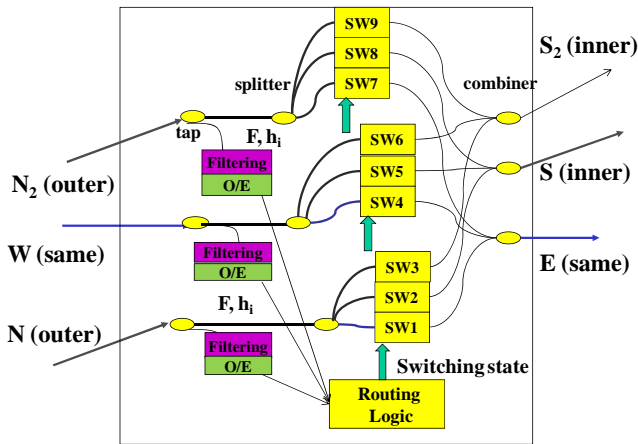 SW9
SW8
SW7
splitter
combiner
S2 (inner)
tap
F, hi
Filtering
O/E
N2 (outer)
SW6
SW5
SW4
S (inner)
W (same)
Filtering
O/E
E (same)
SW3
SW2
SW1
F, hi
N (outer)
Filtering
O/E
Switching state
Routing
Logic